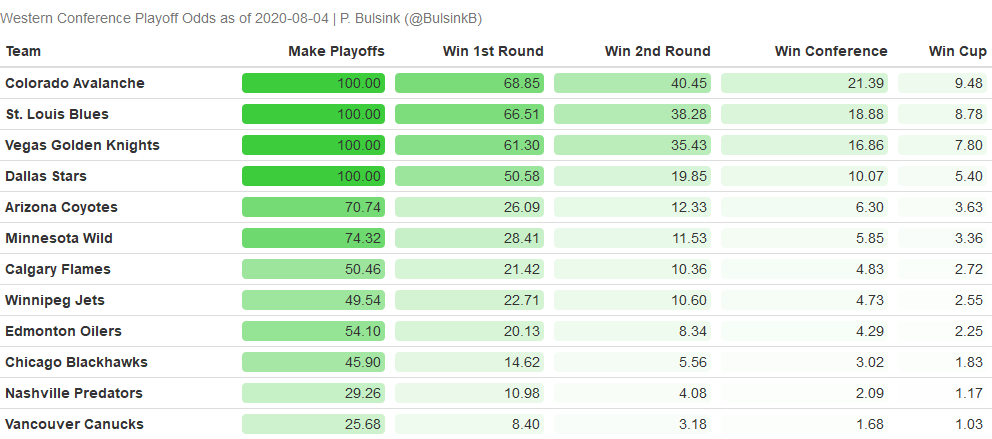 Western Conference Playoff Odds as of 2020-08-04 | P. Bulsink (@BulsinkB)
Team Make Playoffs Win 1st Round Win 2nd Round Win Conference Win Cup
Colorado Avalanche 100.00 68.85 40.45 21.39 9.48
St. Louis Blues 100.00 66.51 38.28 18.88 8.78
Vegas Golden Knights 100.00 61.30 35.43 16.86 7.80
Dallas Stars 100.00 50.58 19.85 10.07 5.40
Arizona Coyotes 70.74 26.09 12.33 6.30 3.63
Minnesota Wild 74.32 28.41 11.53 5.85 3.36
Calgary Flames 50.46 21.42 10.36 4.83 2.72
Winnipeg Jets 49.54 22.71 10.60 4.73 2.55
Edmonton Oilers 54.10 20.13 8.34 4.29 2.25
Chicago Blackhawks 45.90 14.62 5.56 3.02 1.83
Nashville Predators 29.26 10.98 4.08 2.09 1.17
Vancouver Canucks 25.68 8.40 3.18 1.68 1.03